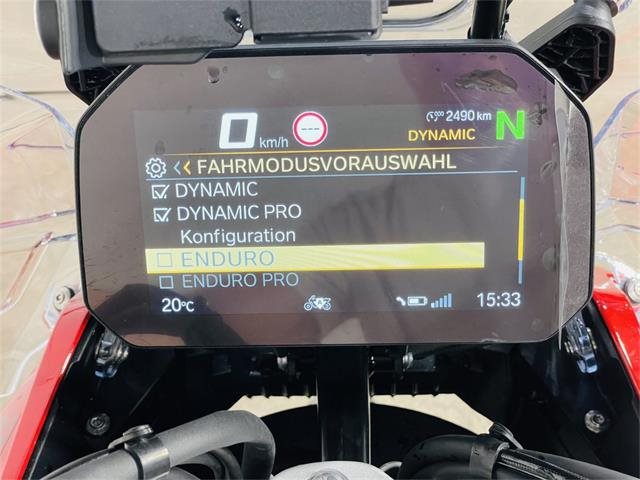 2490 km
0 km/h
---
DYNAMIC N
<< FAHRMODUSVORAUSWAHL
DYNAMIC
DYNAMIC PRO
Konfiguration
ENDURO
ENDURO PRO
20°C
15:33